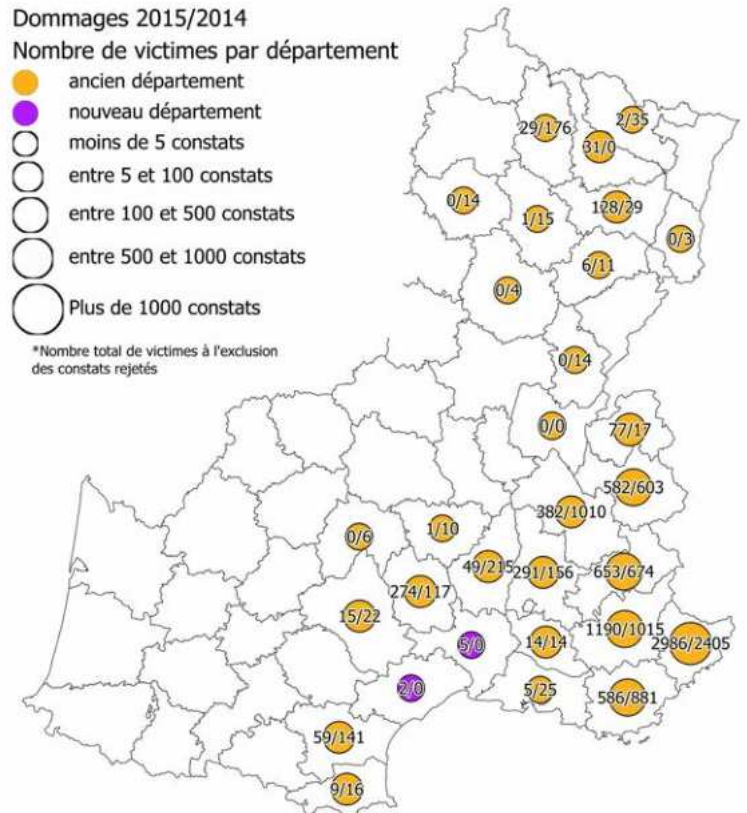 Dommages 2015/2014
Nombre de victimes par département
ancien département
nouveau département
moins de 5 constats
entre 5 et 100 constats
entre 100 et 500 constats
entre 500 et 1000 constats
Plus de 1000 constats
*Nombre total de victimes à l'exclusion
des constats rejetés
29/176
2/35
31/0
0/14
1/15
128/29
0/3
6/11
0/4
0/14
0/0
77/17
582/603
382/1010
0/6
1/10
49/215
291/156
653/674
274/117
15/22
5/0
14/14
1190/1015
2986/2405
2/0
5/25
586/881
59/141
9/16